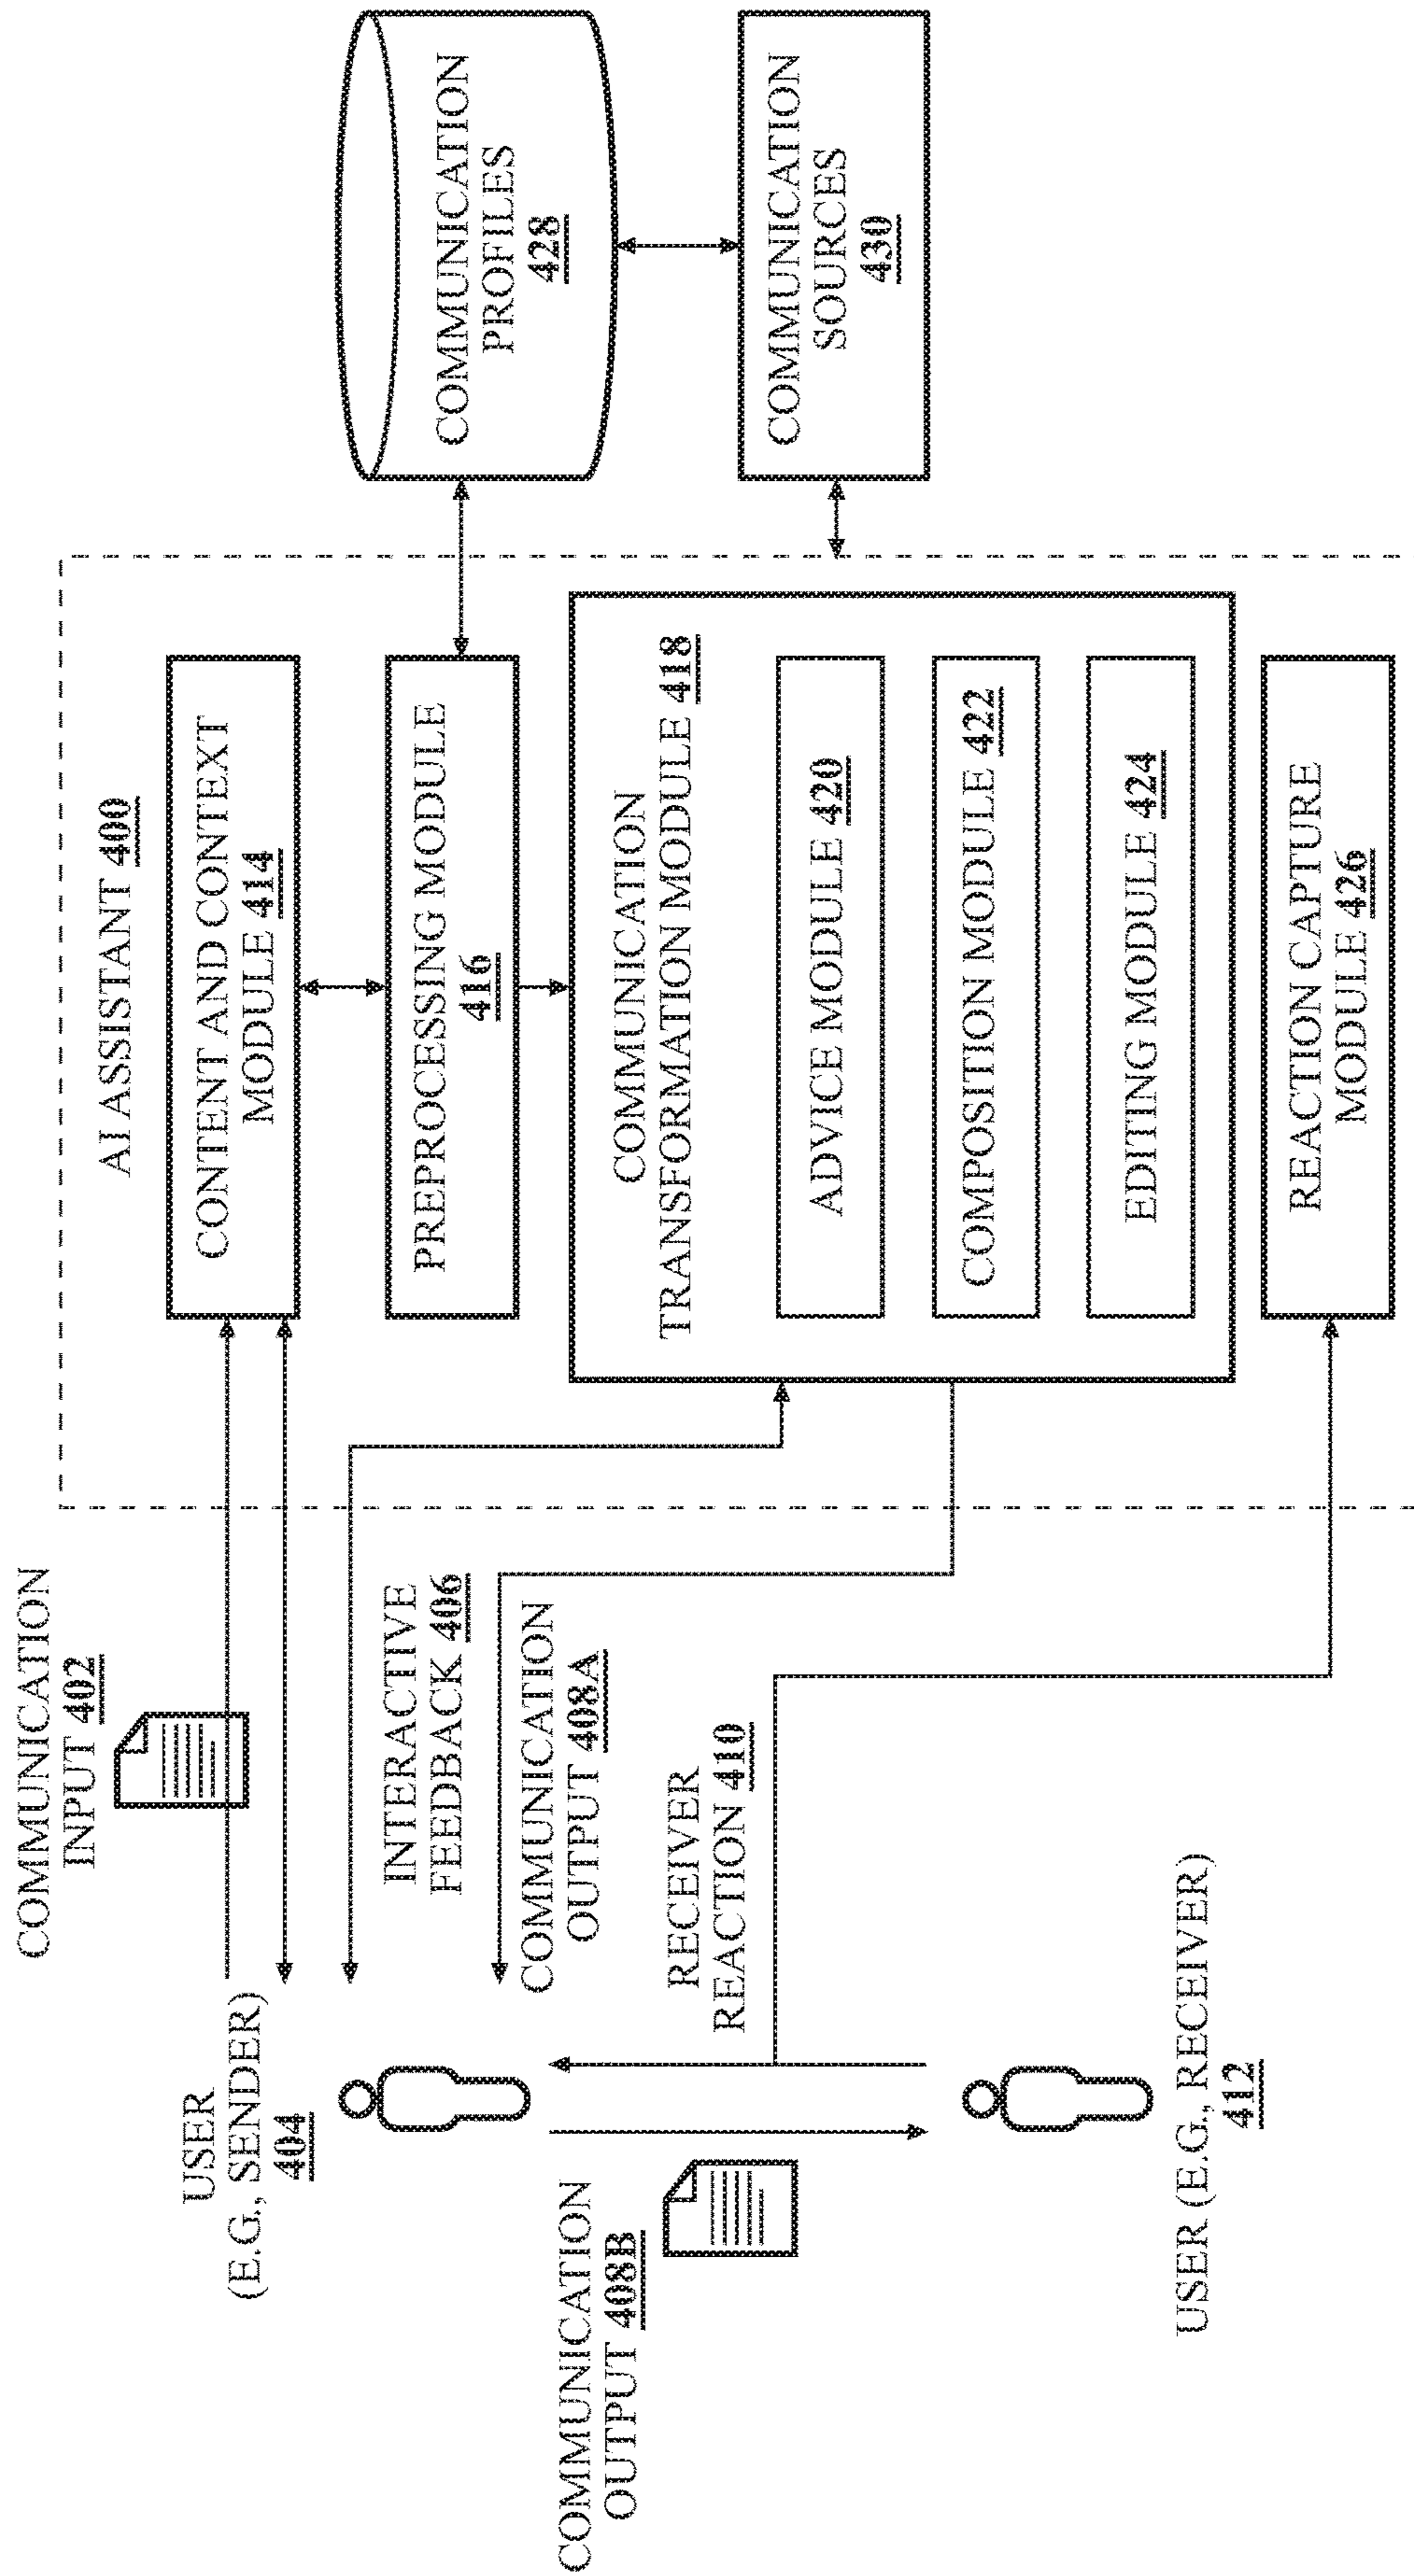 COMMUNICATION
INPUT 402
USER
(E.G., SENDER)
404
INTERACTIVE
FEEDBACK 406
COMMUNICATION
OUTPUT 408A
COMMUNICATION
OUTPUT 408B
RECEIVER
REACTION 410
USER (E.G., RECEIVER)
412
AI ASSISTANT 400
CONTENT AND CONTEXT
MODULE 414
PREPROCESSING MODULE
416
COMMUNICATION
TRANSFORMATION MODULE 418
ADVICE MODULE 420
COMPOSITION MODULE 422
EDITING MODULE 424
REACTION CAPTURE
MODULE 426
COMMUNICATION
PROFILES
428
COMMUNICATION
SOURCES
430